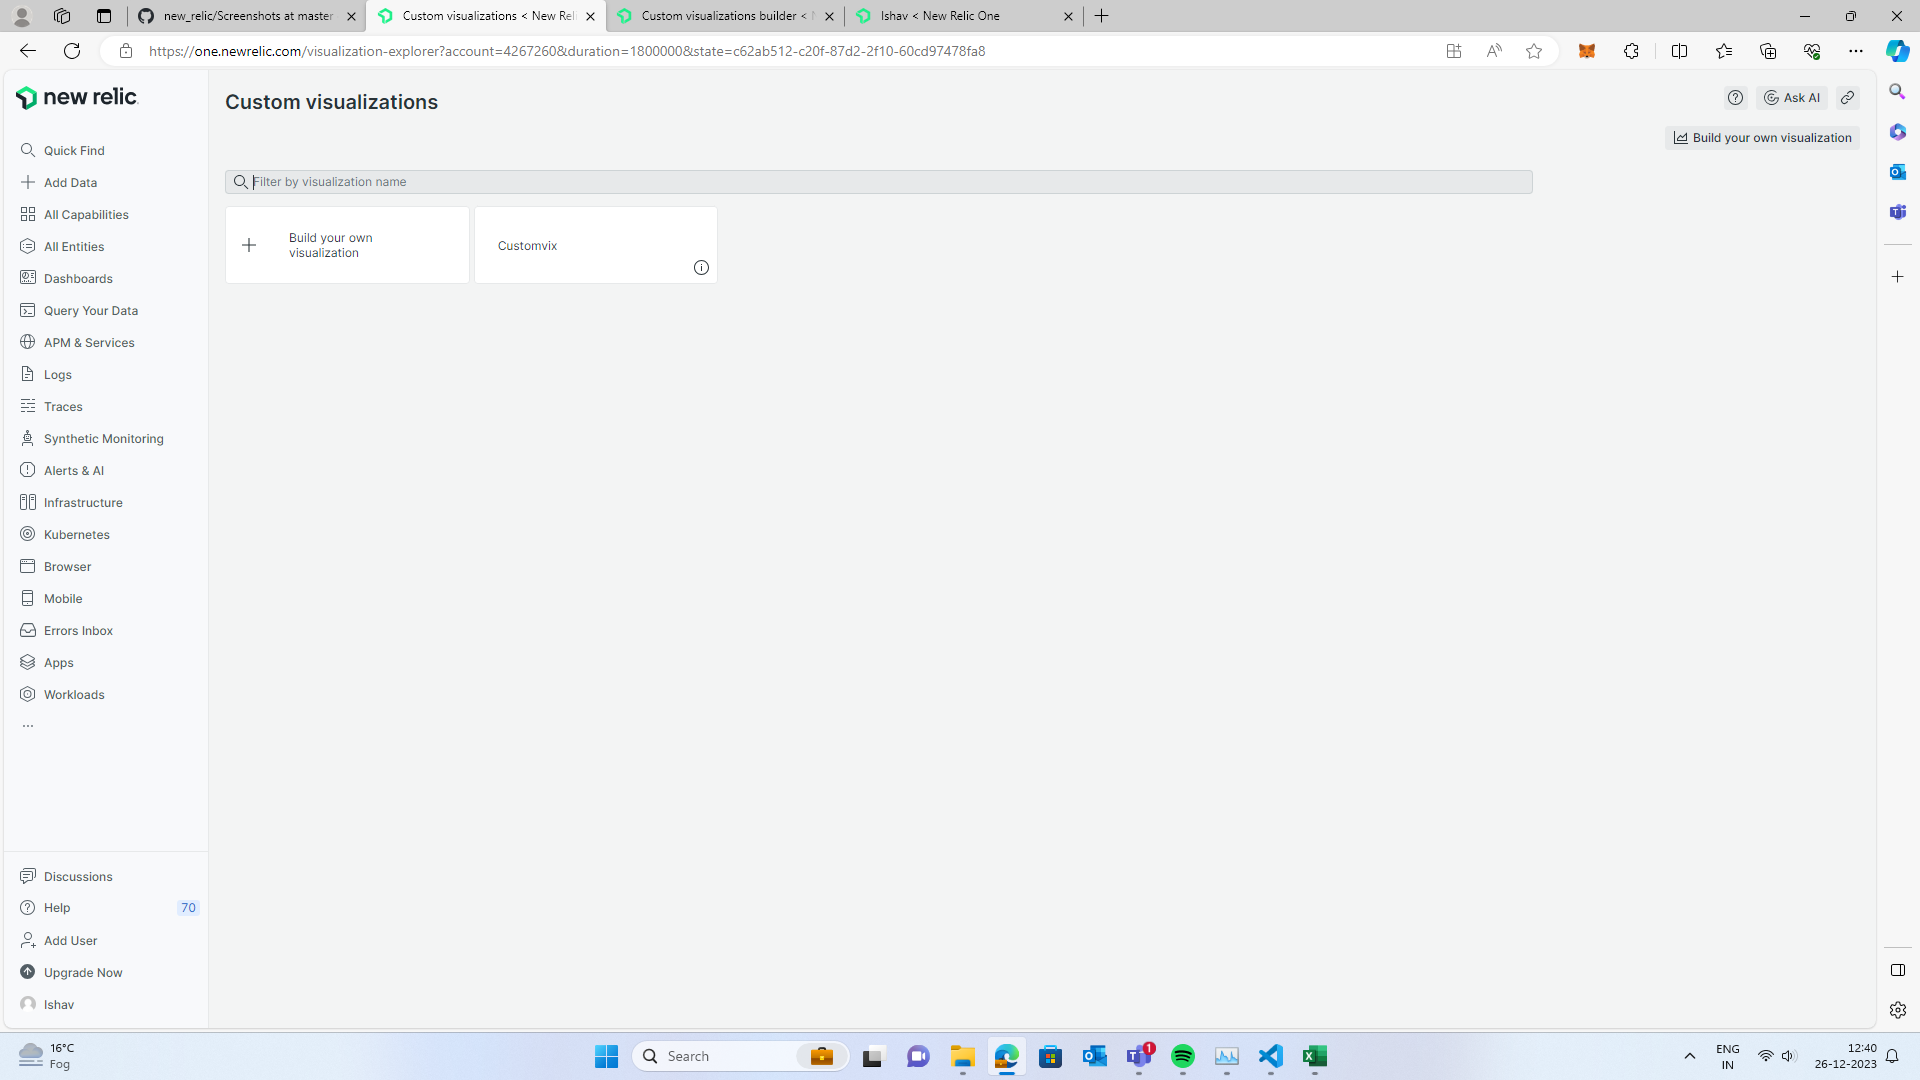 new_relic/Screenshots at master
Custom visualizations < New Reli
Custom visualizations builder < N
Ishav < New Relic One
https://one.newrelic.com/visualization-explorer?account=4267260&duration=1800000&state=c62ab512-c20f-87d2-2f10-60cd97478fa8
new relic
Custom visualizations
Ask AI
Build your own visualization
Filter by visualization name
Build your own
visualization
Customvix
Quick Find
Add Data
All Capabilities
All Entities
Dashboards
Query Your Data
APM & Services
Logs
Traces
Synthetic Monitoring
Alerts & AI
Infrastructure
Kubernetes
Browser
Mobile
Errors Inbox
Apps
Workloads
...
Discussions
Help 70
Add User
Upgrade Now
Ishav
16°C
Fog
Search
1
ENG
IN
12:40
26-12-2023